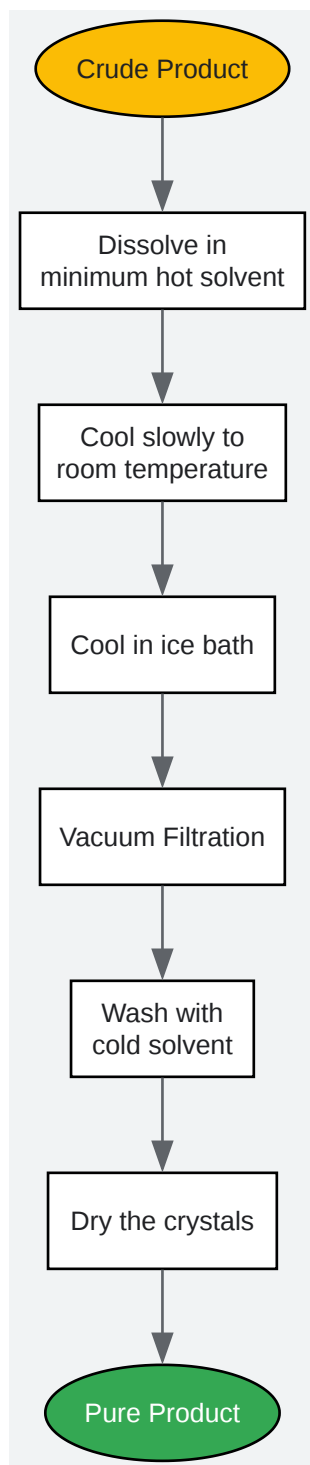 Crude Product
Dissolve in
minimum hot solvent
Cool slowly to
room temperature
Cool in ice bath
Vacuum Filtration
Wash with
cold solvent
Dry the crystals
Pure Product